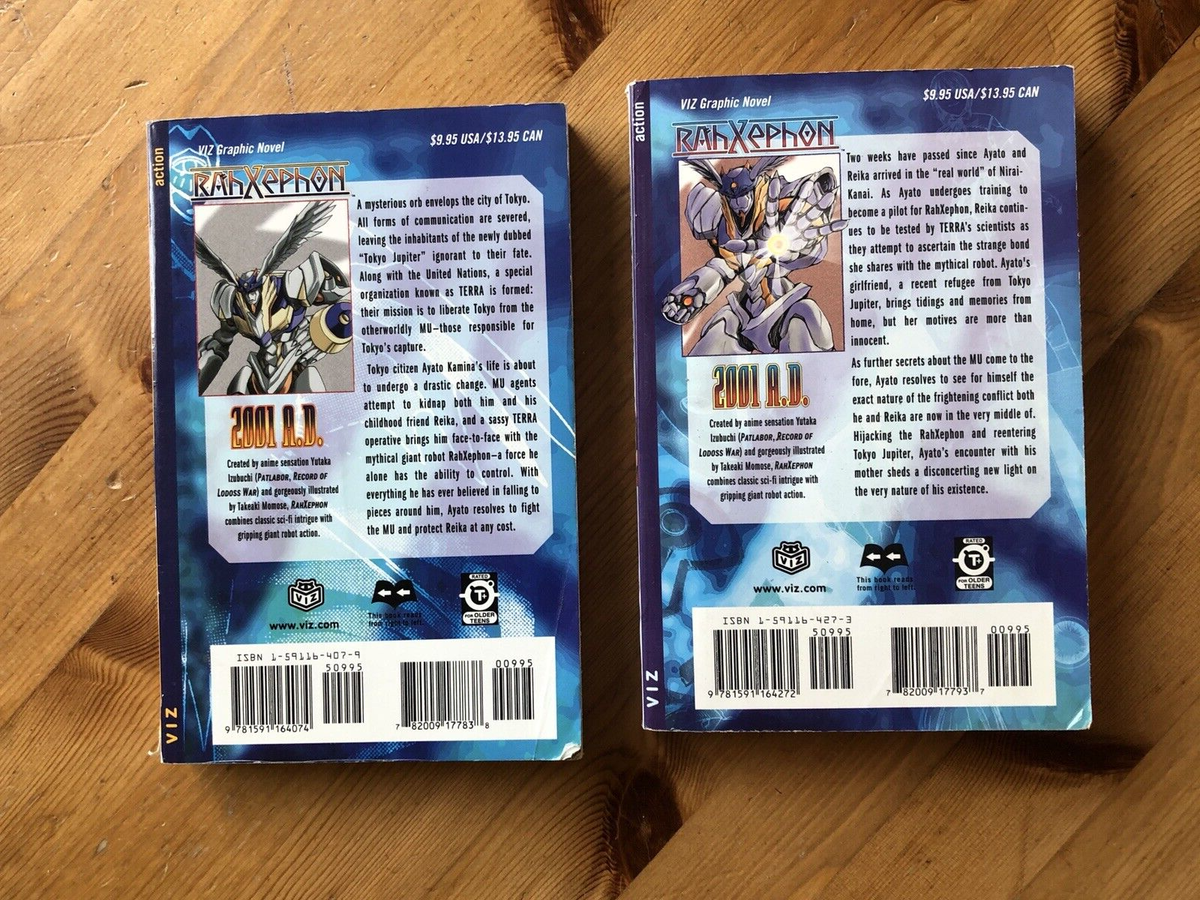 action
VIZ Graphic Novel
$9.95 USA/$13.95 CAN
RAHXEPHON
A mysterious orb envelops the city of Tokyo.
All forms of communication are severed,
leaving the inhabitants of the newly dubbed
"Tokyo Jupiter" ignorant to their fate.
Along with the United Nations, a special
organization known as TERRA is formed:
their mission is to liberate Tokyo from the
otherworldly MU–those responsible for
Tokyo's capture.
Tokyo citizen Ayato Kamina's life is about
to undergo a drastic change. MU agents
attempt to kidnap both him and his
childhood friend Reika, and a sassy TERRA
operative brings him face-to-face with the
mythical giant robot RahXephon–a force he
alone has the ability to control. With
everything he has ever believed in falling to
pieces around him, Ayato resolves to fight
the MU and protect Reika at any cost.
2001 A.D.
Created by anime sensation Yutaka
Izubuchi (PATLABOR, RECORD OF
LODOSS WAR) and gorgeously illustrated
by Takeaki Momose, RAHXEPHON
combines classic sci-fi intrigue with
gripping giant robot action.
VIZ
www.viz.com
This book reads
from right to left.
RATED
T+
FOR OLDER
TEENS
ISBN 1-59116-407-9
50995
00995
9 781591 164074
7 82009 17783 8
VIZ
action
VIZ Graphic Novel
$9.95 USA/$13.95 CAN
RAHXEPHON
Two weeks have passed since Ayato and
Reika arrived in the "real world" of Nirai-
Kanai. As Ayato undergoes training to
become a pilot for RahXephon, Reika contin-
ues to be tested by TERRA's scientists as
they attempt to ascertain the strange bond
she shares with the mythical robot. Ayato's
girlfriend, a recent refugee from Tokyo
Jupiter, brings tidings and memories from
home, but her motives are more than
innocent.
As further secrets about the MU come to the
fore, Ayato resolves to see for himself the
exact nature of the frightening conflict both
he and Reika are now in the very middle of.
Hijacking the RahXephon and reentering
Tokyo Jupiter, Ayato's encounter with his
mother sheds a disconcerting new light on
the very nature of his existence.
2001 A.D.
Created by anime sensation Yutaka
Izubuchi (PATLABOR, RECORD OF
LODOSS WAR) and gorgeously illustrated
by Takeaki Momose, RAHXEPHON
combines classic sci-fi intrigue with
gripping giant robot action.
VIZ
www.viz.com
This book reads
from right to left.
RATED
T+
FOR OLDER
TEENS
ISBN 1-59116-427-3
50995
00995
9 781591 164272
7 82009 17793 7
VIZ